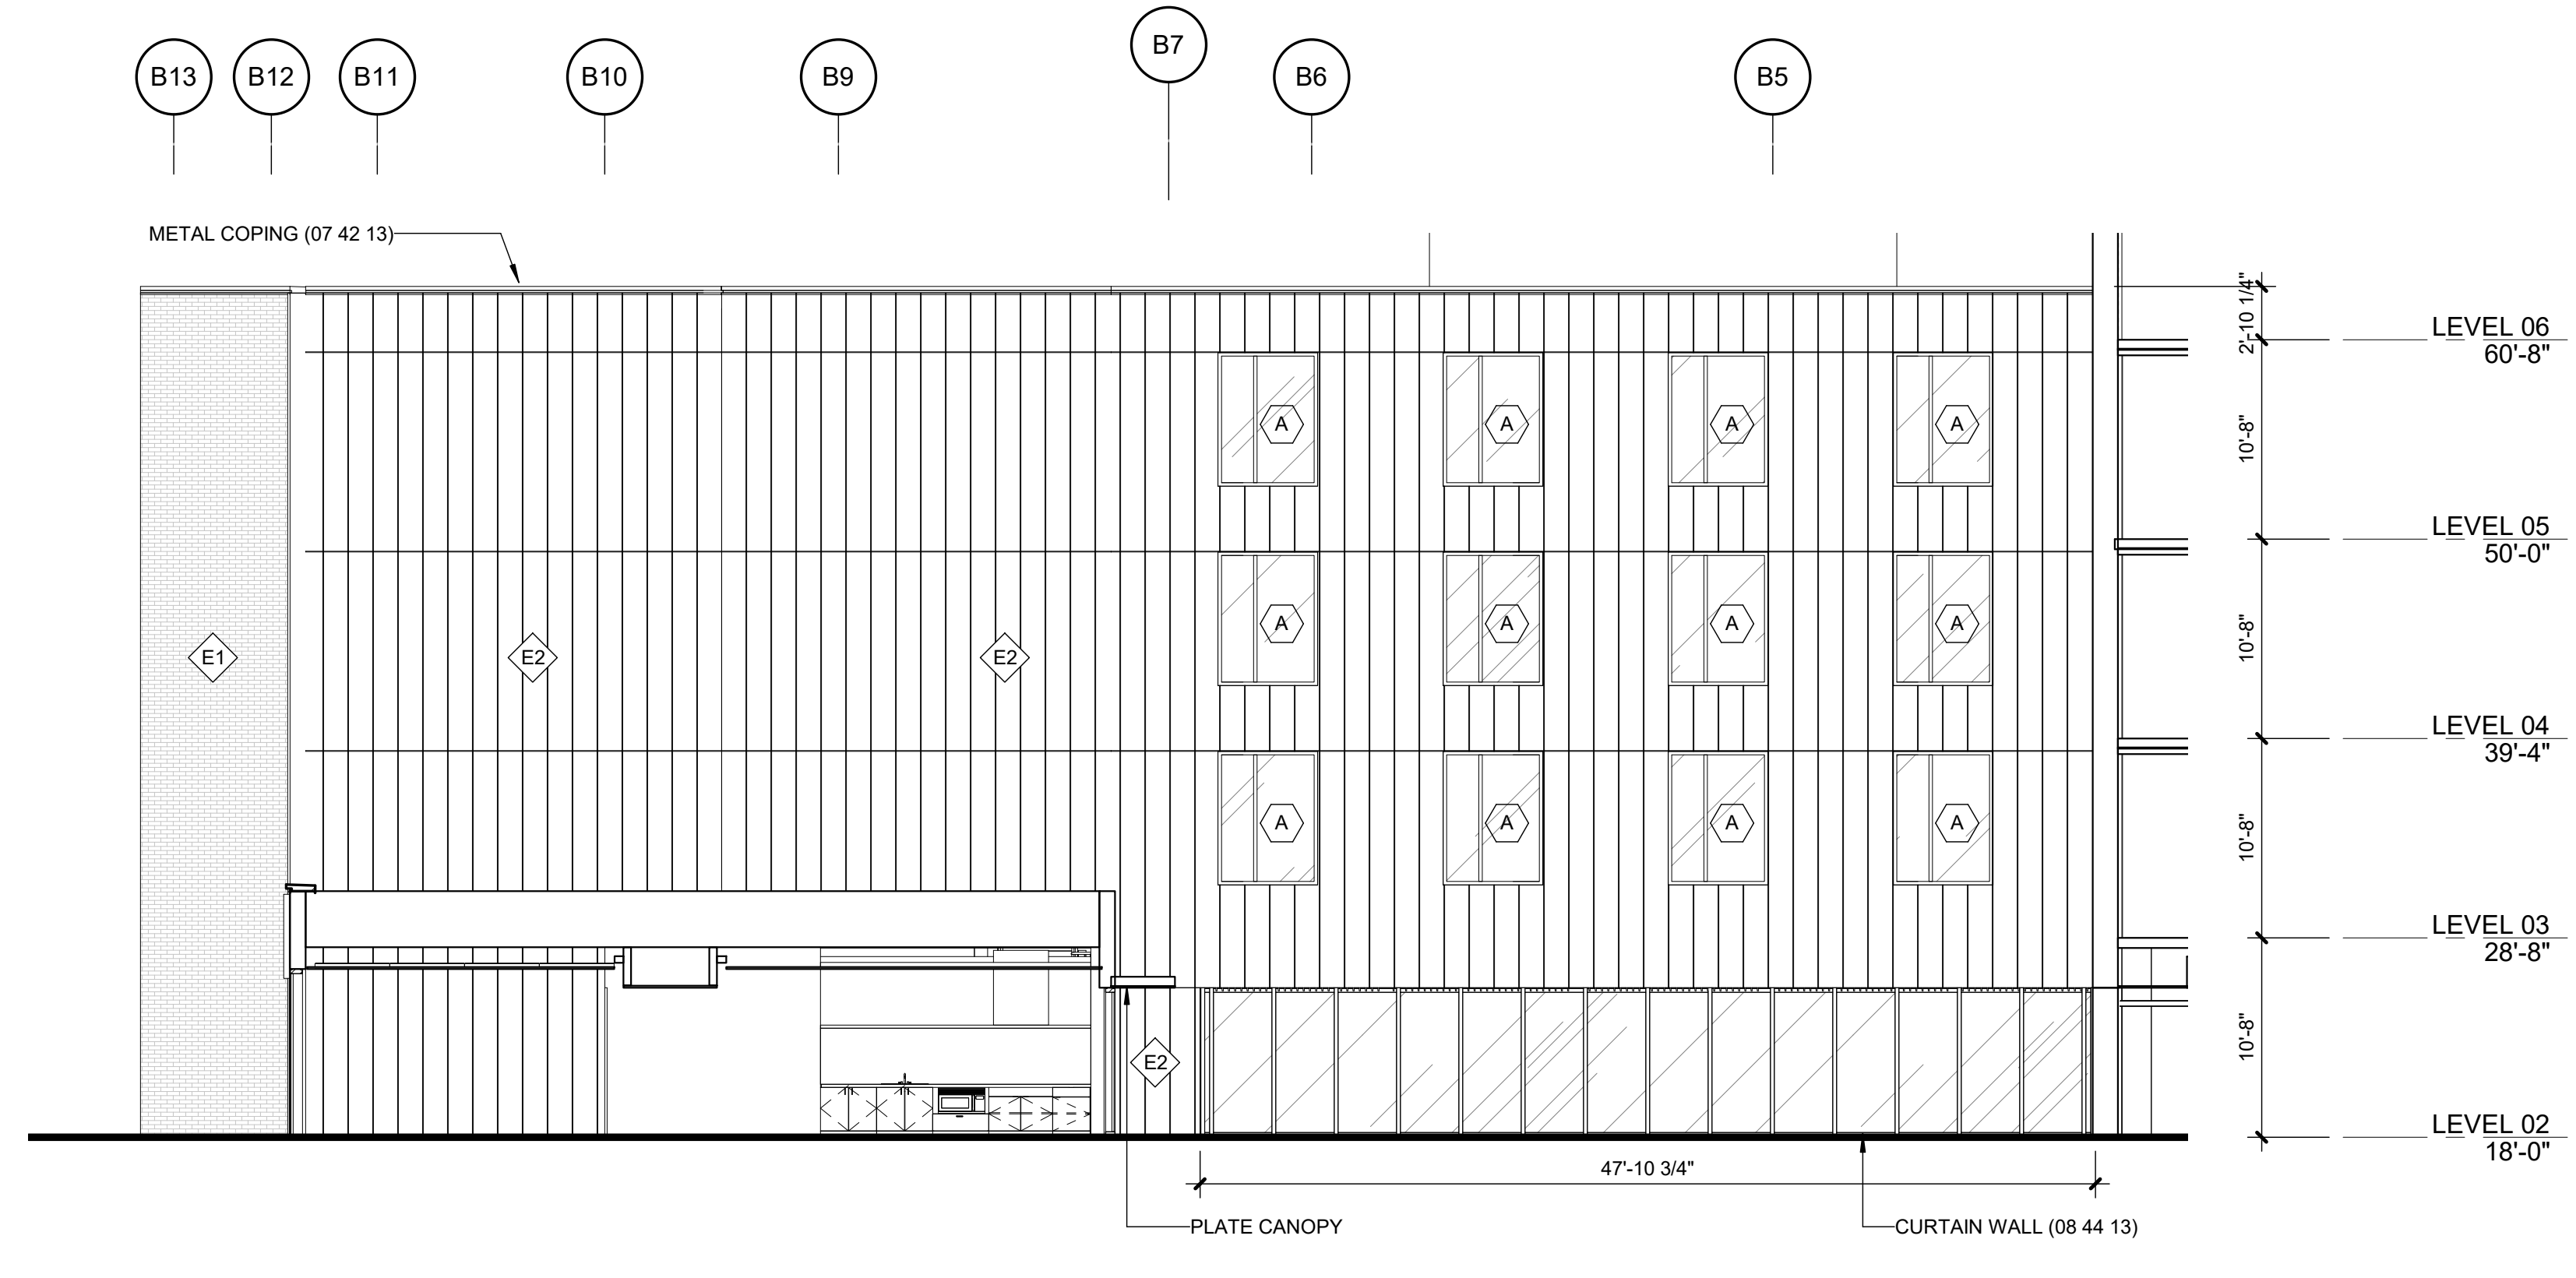 B13
B12
B11
B10
B9
B7
B6
B5
METAL COPING (07 42 13)
2'-10 1/4"
LEVEL 06
60'-8"
A
A
A
A
10'-8"
LEVEL 05
50'-0"
E1
E2
E2
A
A
A
A
10'-8"
LEVEL 04
39'-4"
A
A
A
A
10'-8"
LEVEL 03
28'-8"
E2
10'-8"
LEVEL 02
18'-0"
47'-10 3/4"
PLATE CANOPY
CURTAIN WALL (08 44 13)